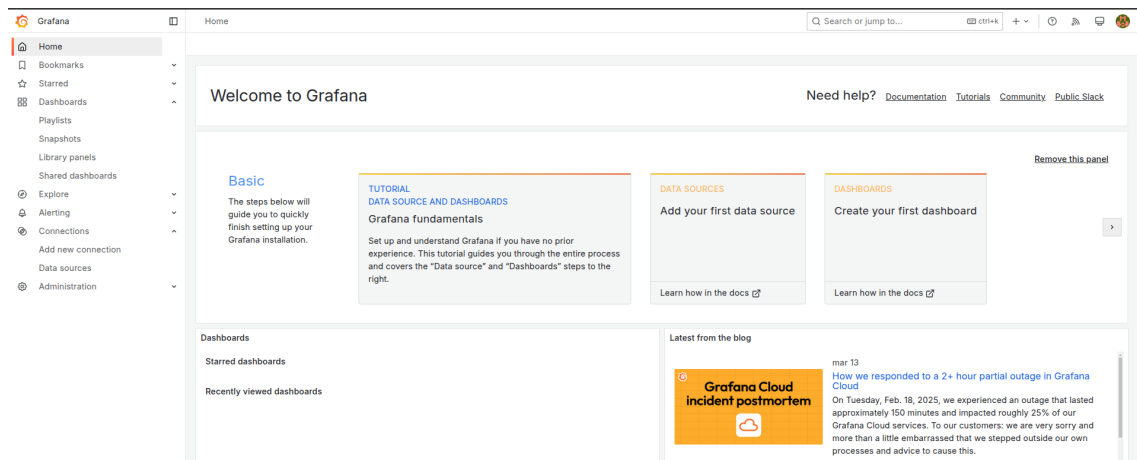 Grafana
Home
Search or jump to...
ctrl+k
Home
Bookmarks
Starred
Dashboards
Playlists
Snapshots
Library panels
Shared dashboards
Explore
Alerting
Connections
Add new connection
Data sources
Administration
Welcome to Grafana
Need help?
Documentation
Tutorials
Community
Public Slack
Remove this panel
Basic
The steps below will
guide you to quickly
finish setting up your
Grafana installation.
TUTORIAL
DATA SOURCE AND DASHBOARDS
Grafana fundamentals
Set up and understand Grafana if you have no prior
experience. This tutorial guides you through the entire process
and covers the “Data source” and “Dashboards” steps to the
right.
DATA SOURCES
Add your first data source
Learn how in the docs
DASHBOARDS
Create your first dashboard
Learn how in the docs
Dashboards
Starred dashboards
Recently viewed dashboards
Latest from the blog
Grafana Cloud
incident postmortem
mar 13
How we responded to a 2+ hour partial outage in Grafana
Cloud
On Tuesday, Feb. 18, 2025, we experienced an outage that lasted
approximately 150 minutes and impacted roughly 25% of our
Grafana Cloud services. To our customers: we are very sorry and
more than a little embarrassed that we stepped outside our own
processes and advice to cause this.